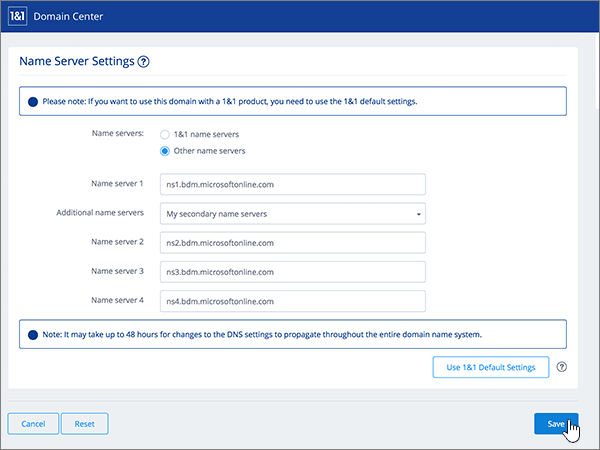 1&1 Domain Center
Name Server Settings ?
Please note: If you want to use this domain with a 1&1 product, you need to use the 1&1 default settings.
Name servers: 1&1 name servers
Other name servers
Name server 1 ns1.bdm.microsoftonline.com
Additional name servers My secondary name servers
Name server 2 ns2.bdm.microsoftonline.com
Name server 3 ns3.bdm.microsoftonline.com
Name server 4 ns4.bdm.microsoftonline.com
Note: It may take up to 48 hours for changes to the DNS settings to propagate throughout the entire domain name system.
Use 1&1 Default Settings ?
Cancel Reset Save